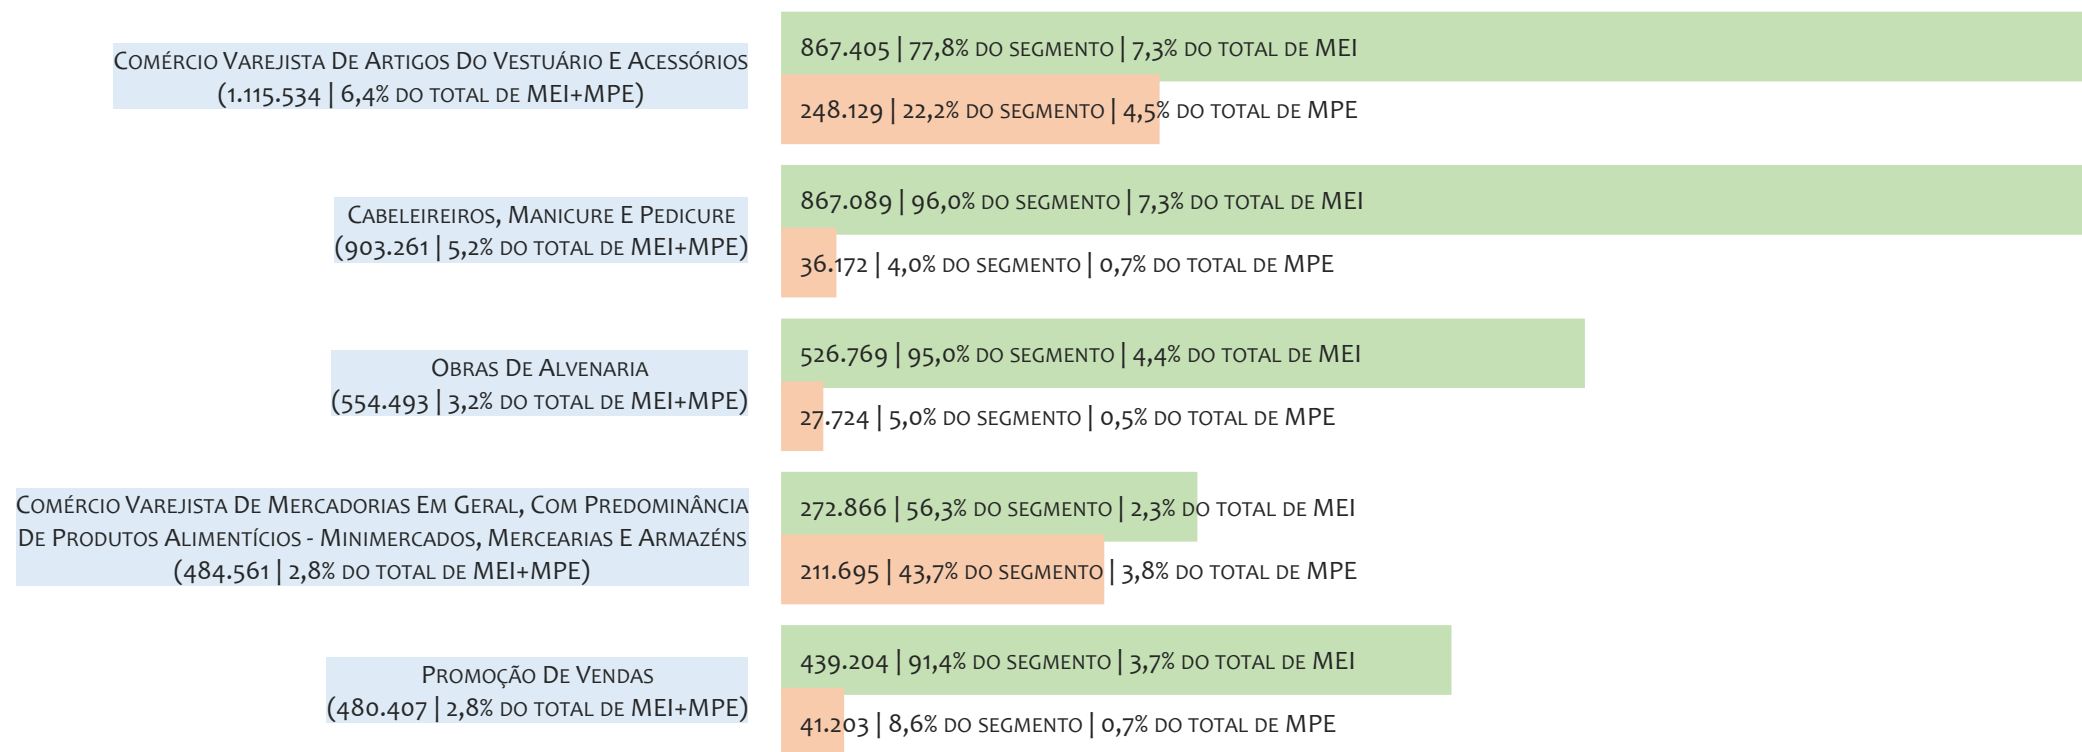 Comércio Varejista De Artigos Do Vestuário E Acessórios
(1.115.534 | 6,4% do total de MEI+MPE)
867.405 | 77,8% do segmento | 7,3% do total de MEI
248.129 | 22,2% do segmento | 4,5% do total de MPE
Cabeleireiros, Manicure E Pedicure
(903.261 | 5,2% do total de MEI+MPE)
867.089 | 96,0% do segmento | 7,3% do total de MEI
36.172 | 4,0% do segmento | 0,7% do total de MPE
Obras De Alvenaria
(554.493 | 3,2% do total de MEI+MPE)
526.769 | 95,0% do segmento | 4,4% do total de MEI
27.724 | 5,0% do segmento | 0,5% do total de MPE
Comércio Varejista De Mercadorias Em Geral, Com Predominância
De Produtos Alimentícios - Minimercados, Mercearias E Armazéns
(484.561 | 2,8% do total de MEI+MPE)
272.866 | 56,3% do segmento | 2,3% do total de MEI
211.695 | 43,7% do segmento | 3,8% do total de MPE
Promoção De Vendas
(480.407 | 2,8% do total de MEI+MPE)
439.204 | 91,4% do segmento | 3,7% do total de MEI
41.203 | 8,6% do segmento | 0,7% do total de MPE